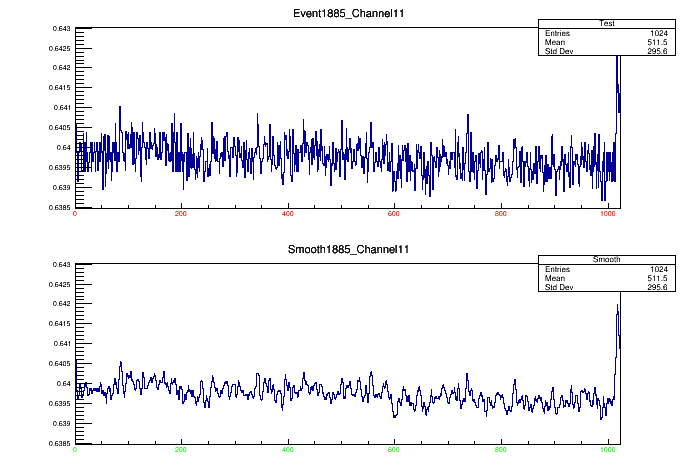 Event1885_Channel11
Test
Entries 1024
Mean 511.5
Std Dev 295.6
0.643
0.6425
0.642
0.6415
0.641
0.6405
0.64
0.6395
0.639
0.6385
0 200 400 600 800 1000
Smooth1885_Channel11
Smooth
Entries 1024
Mean 511.5
Std Dev 295.6
0.643
0.6425
0.642
0.6415
0.641
0.6405
0.64
0.6395
0.639
0.6385
0 200 400 600 800 1000